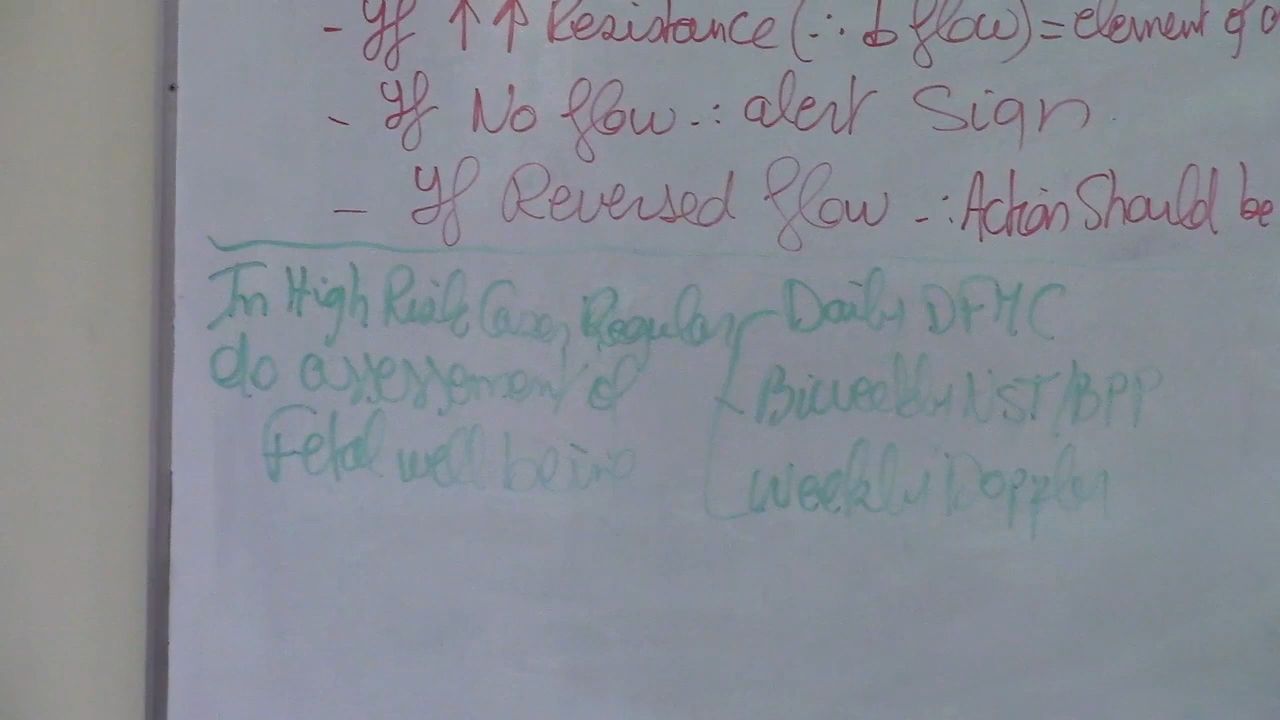 - If ↑↑ Resistance (∴ ↓ flow) = element of
- If No flow ∴ alert Sign.
- If Reversed flow ∴ Action Should be
In High Risk Cases, Regular - Daily DFMC
do assessement of Biweekly NST/BPP
Fetal well being Weekly Doppler